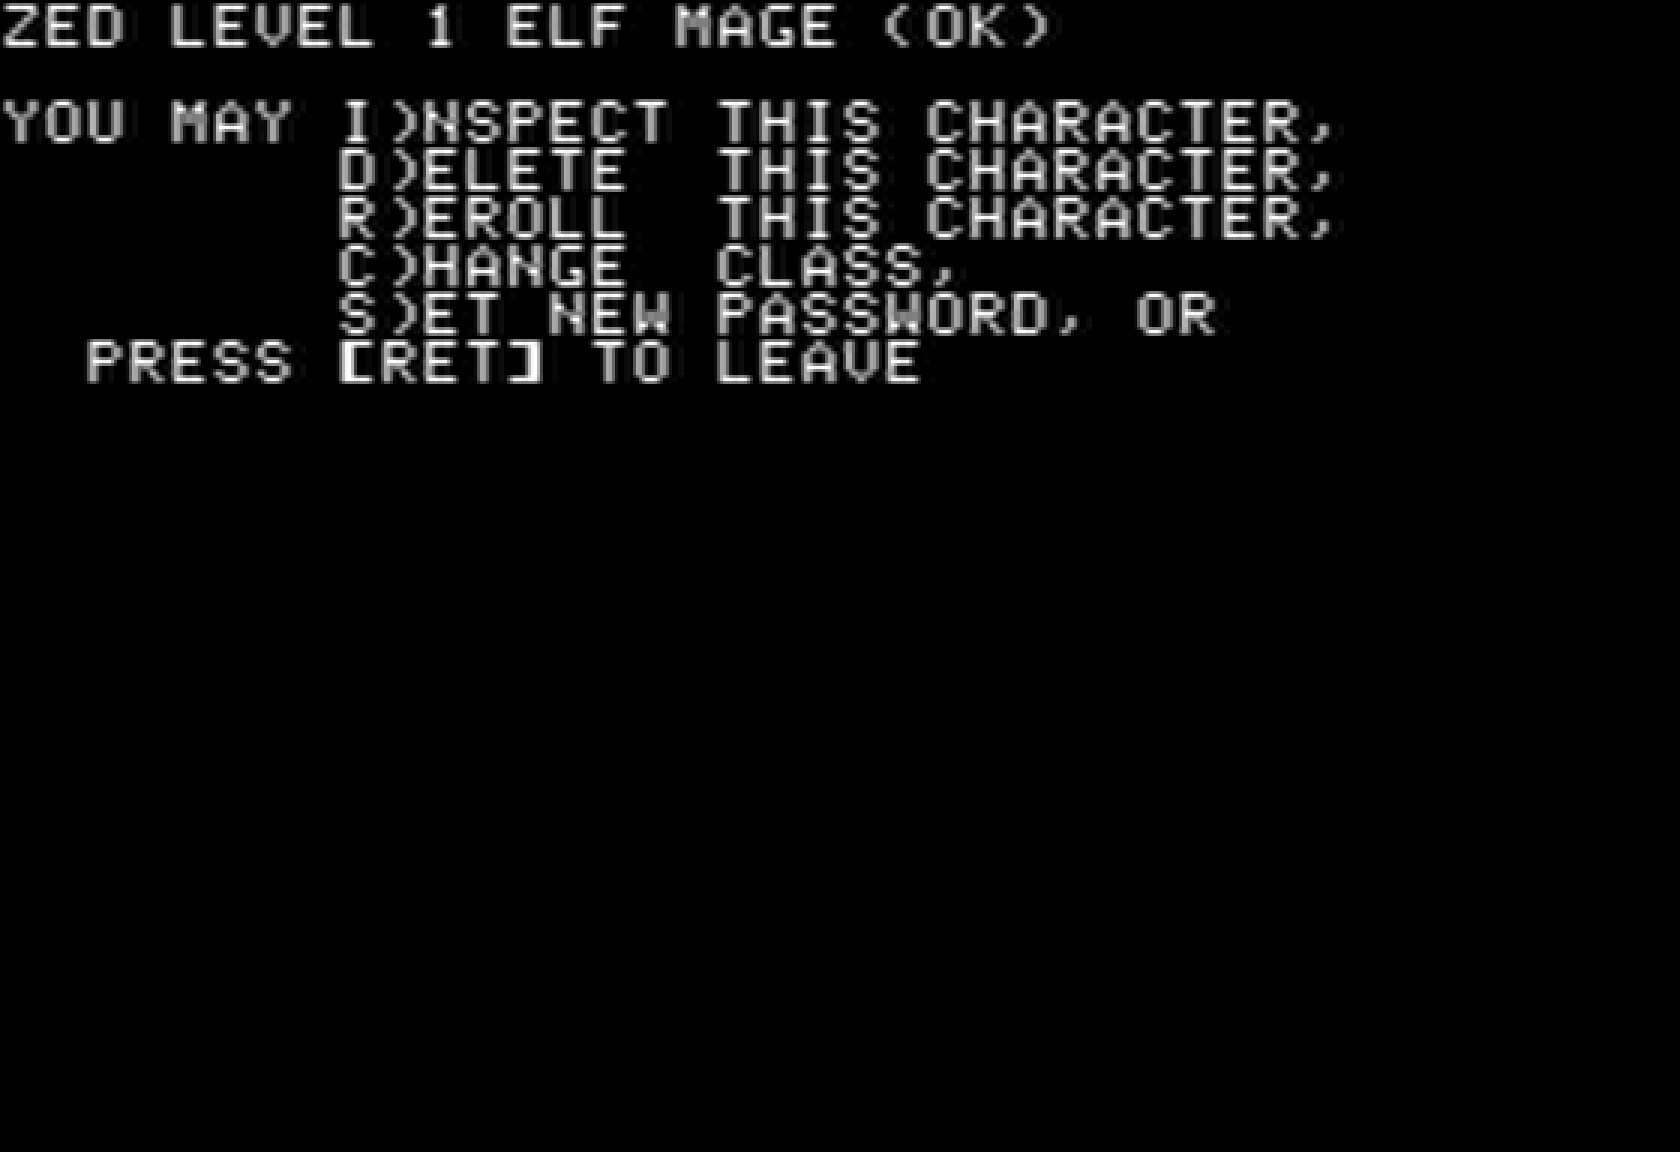 ZED LEVEL 1 ELF MAGE (OK)
YOU MAY I)NSPECT THIS CHARACTER,
D)ELETE THIS CHARACTER,
R)EROLL THIS CHARACTER,
C)HANGE CLASS,
S)ET NEW PASSWORD, OR
PRESS [RET] TO LEAVE